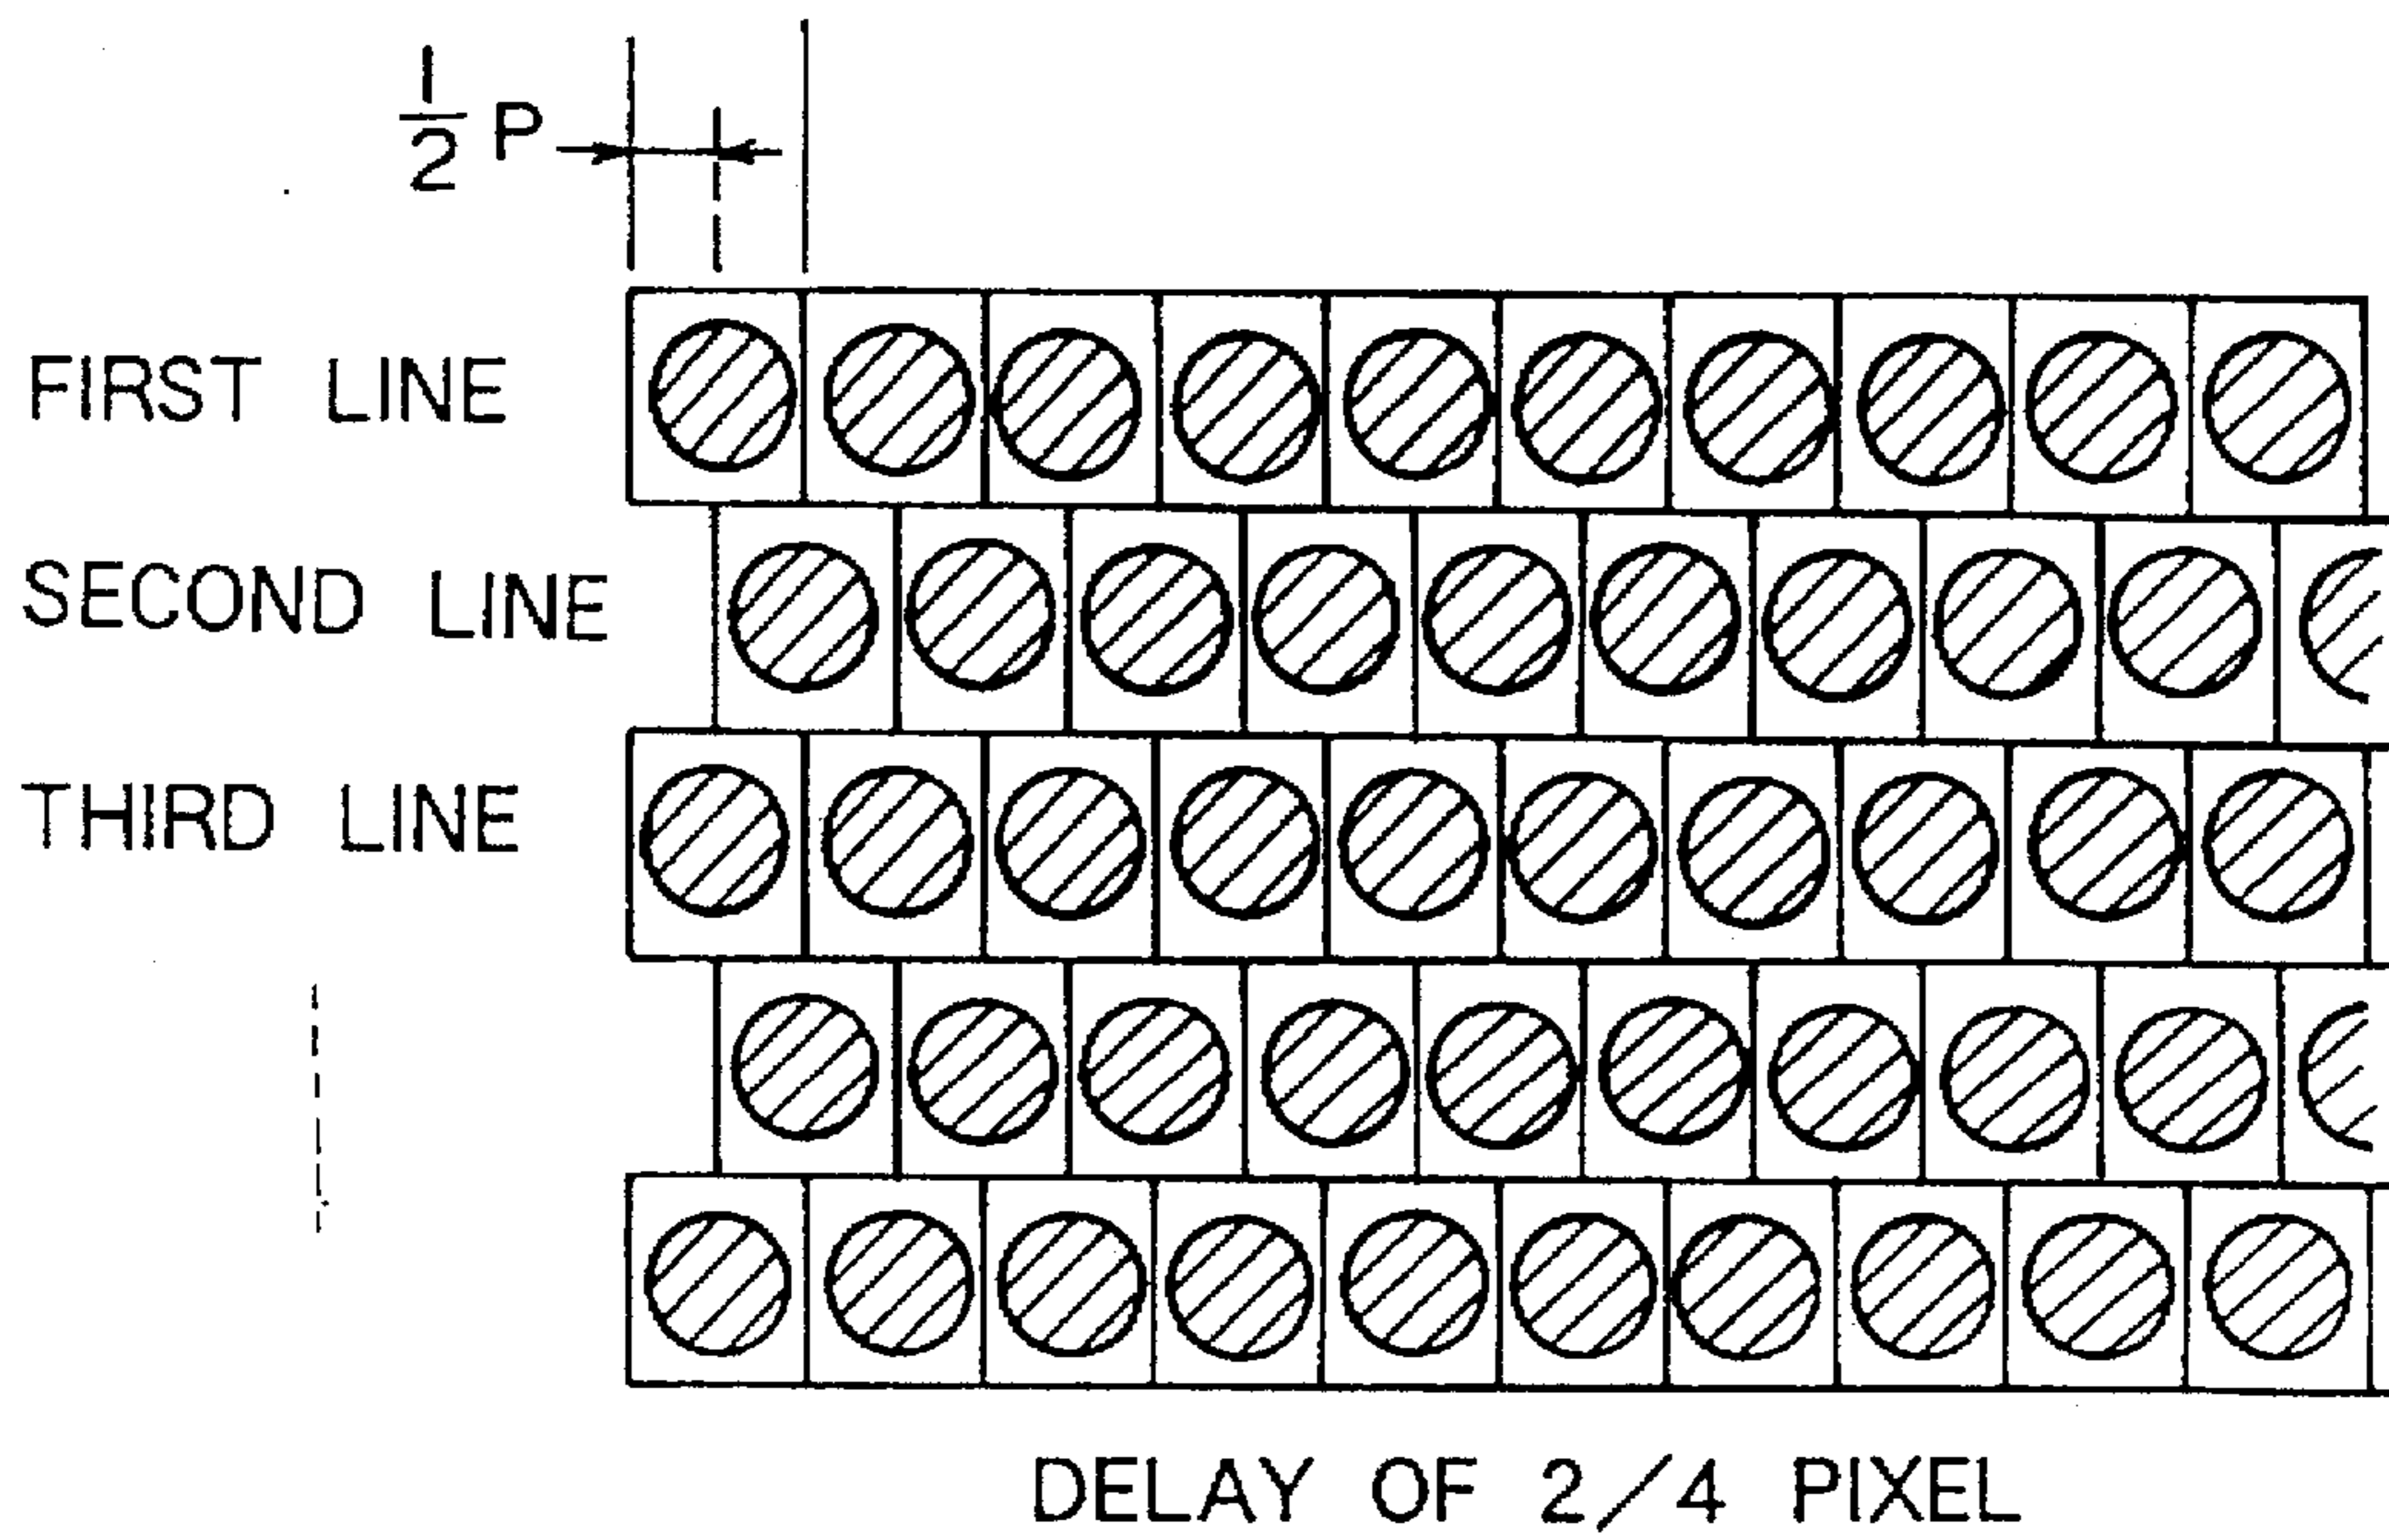 1/2 P
FIRST LINE
SECOND LINE
THIRD LINE
DELAY OF 2/4 PIXEL